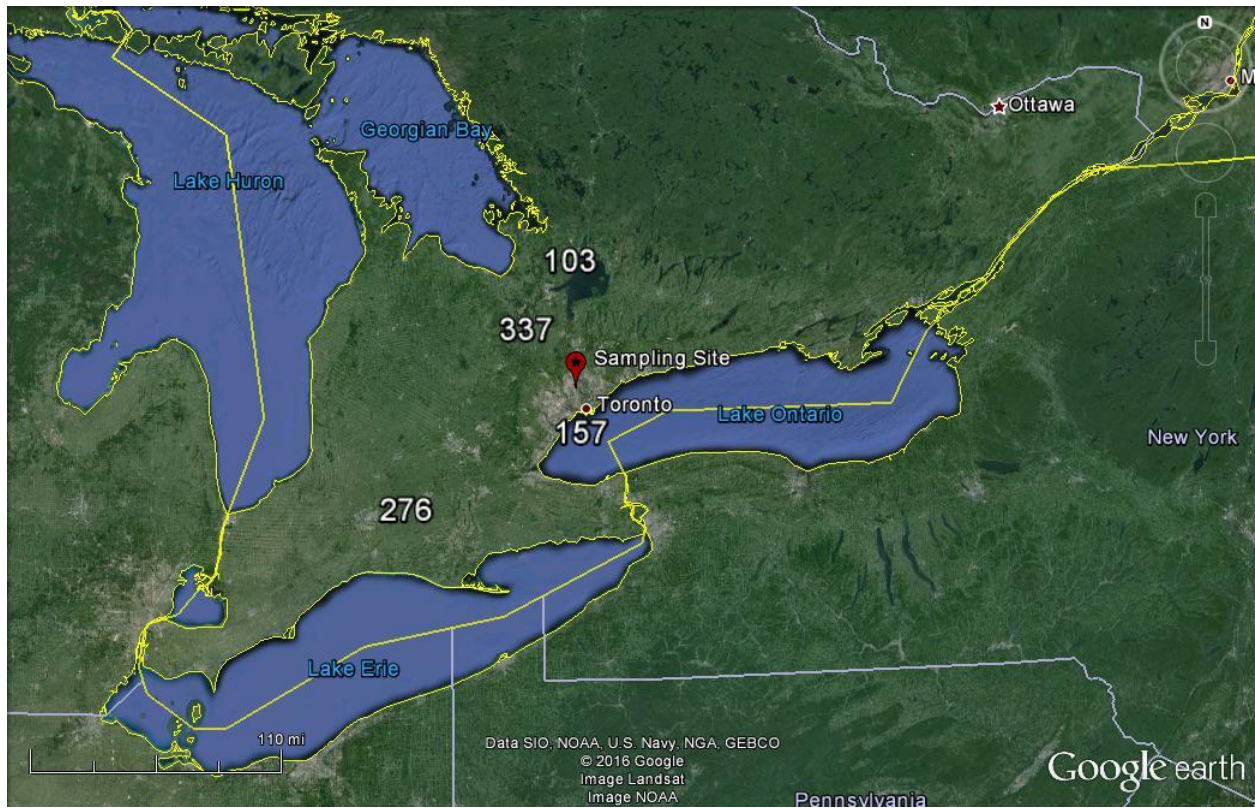 N
M
Ottawa
Georgian Bay
Lake Huron
103
337
Sampling Site
Toronto
Lake Ontario
157
New York
276
Lake Erie
110 mi
Data SIO, NOAA, U.S. Navy, NGA, GEBCO
© 2016 Google
Image Landsat
Image NOAA
Google earth
Pennsylvania